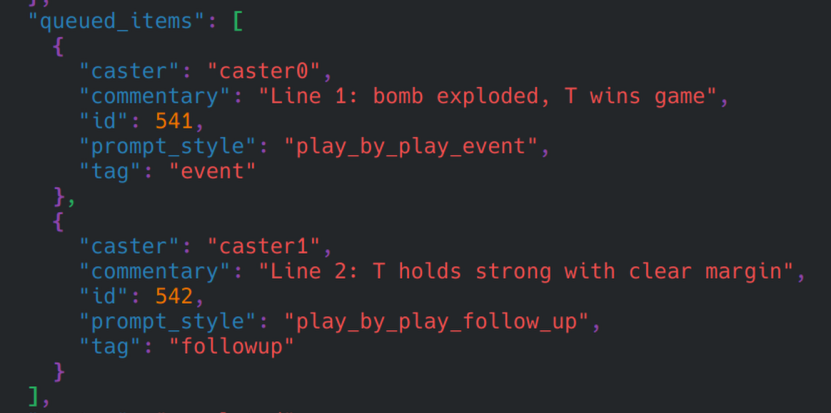 },
"queued_items": [
{
"caster": "caster0",
"commentary": "Line 1: bomb exploded, T wins game",
"id": 541,
"prompt_style": "play_by_play_event",
"tag": "event"
},
{
"caster": "caster1",
"commentary": "Line 2: T holds strong with clear margin",
"id": 542,
"prompt_style": "play_by_play_follow_up",
"tag": "followup"
}
],